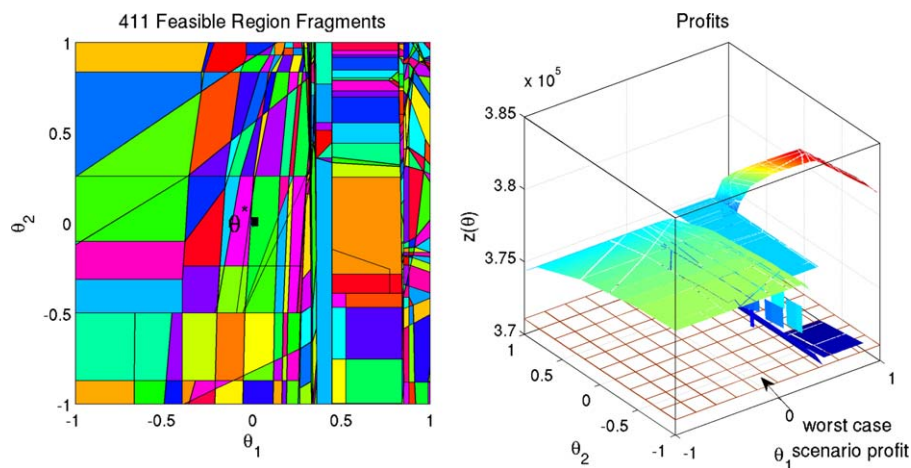 411 Feasible Region Fragments
1
0.5
0
-0.5
-1
θ2
Θ
*
-1
-0.5
0
0.5
1
θ1
Profits
x 10^5
3.85
3.8
3.75
3.7
z(θ)
1
0.5
0
-0.5
-1
θ2
-1
0
1
θ1
worst case
scenario profit